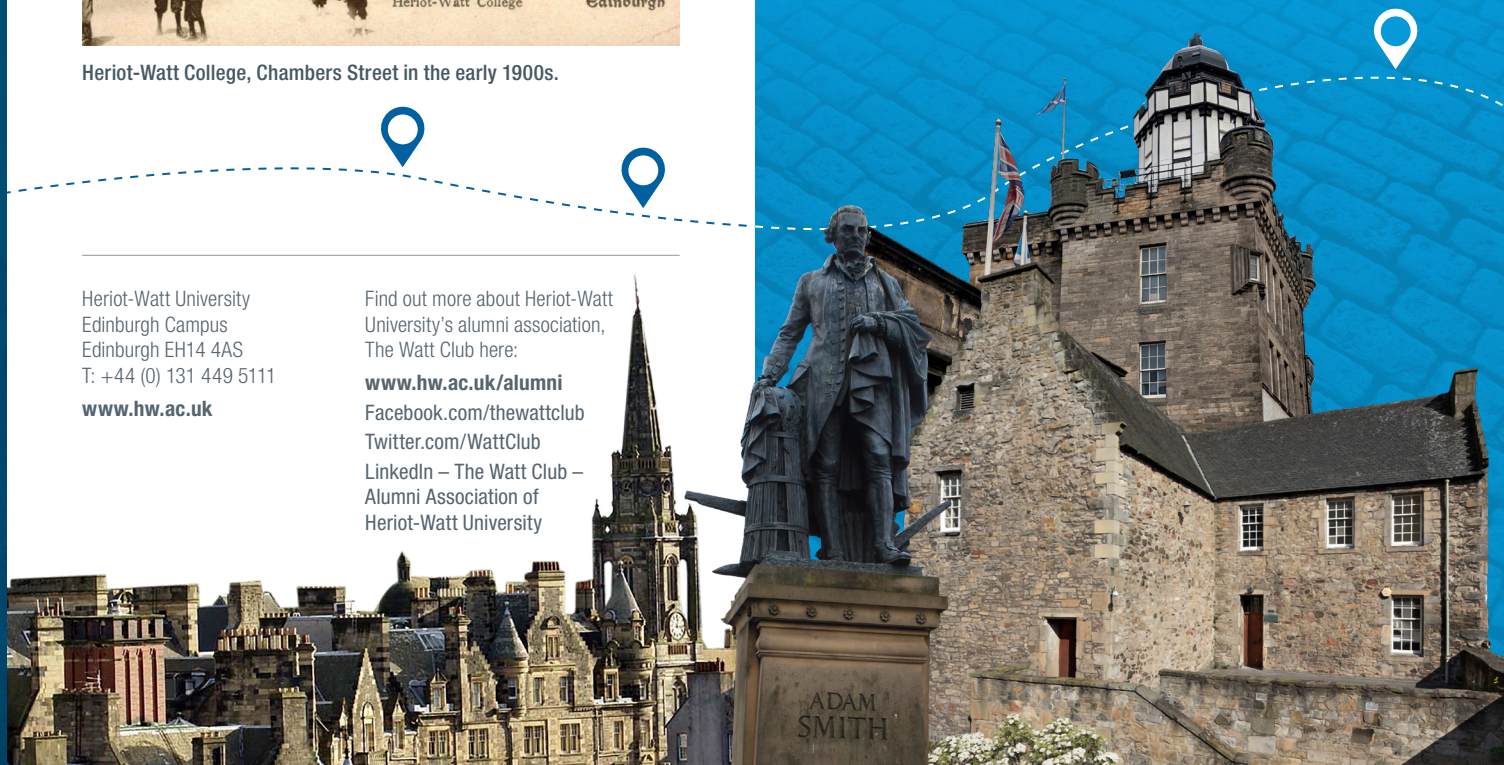 Heriot-Watt College
Edinburgh
Heriot-Watt College, Chambers Street in the early 1900s.
Heriot-Watt University
Edinburgh Campus
Edinburgh EH14 4AS
T: +44 (0) 131 449 5111
www.hw.ac.uk
Find out more about Heriot-Watt
University’s alumni association,
The Watt Club here:
www.hw.ac.uk/alumni
Facebook.com/thewattclub
Twitter.com/WattClub
LinkedIn – The Watt Club –
Alumni Association of
Heriot-Watt University
ADAM
SMITH